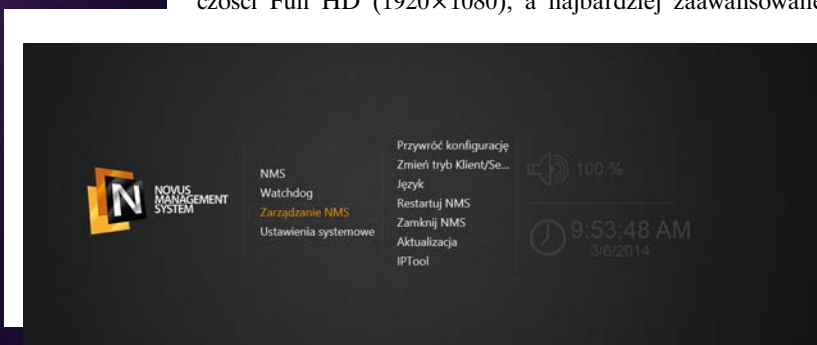 czości Full HD (1920×1080), a najbardziej zaawansowane
NOVUS
MANAGEMENT
SYSTEM
NMS
Watchdog
Zarządzanie NMS
Ustawienia systemowe
Przywróć konfigurację
Zmień tryb Klient/Se...
Język
Restartuj NMS
Zamknij NMS
Aktualizacja
IPTool
100 %
9:53:48 AM
3/6/2014